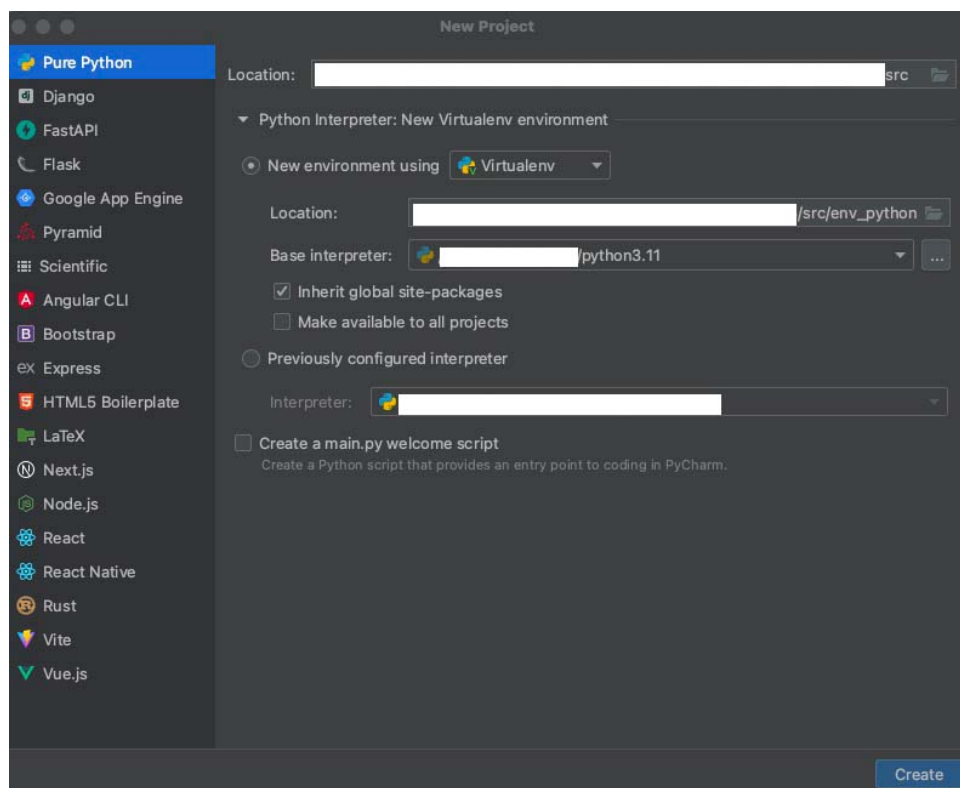 New Project
Pure Python
Django
FastAPI
Flask
Google App Engine
Pyramid
Scientific
Angular CLI
Bootstrap
ex Express
HTML5 Boilerplate
LaTeX
Next.js
Node.js
React
React Native
Rust
Vite
Vue.js
Location: src
Python Interpreter: New Virtualenv environment
New environment using Virtualenv
Location: /src/env_python
Base interpreter: /python3.11 ...
Inherit global site-packages
Make available to all projects
Previously configured interpreter
Interpreter:
Create a main.py welcome script
Create a Python script that provides an entry point to coding in PyCharm.
Create